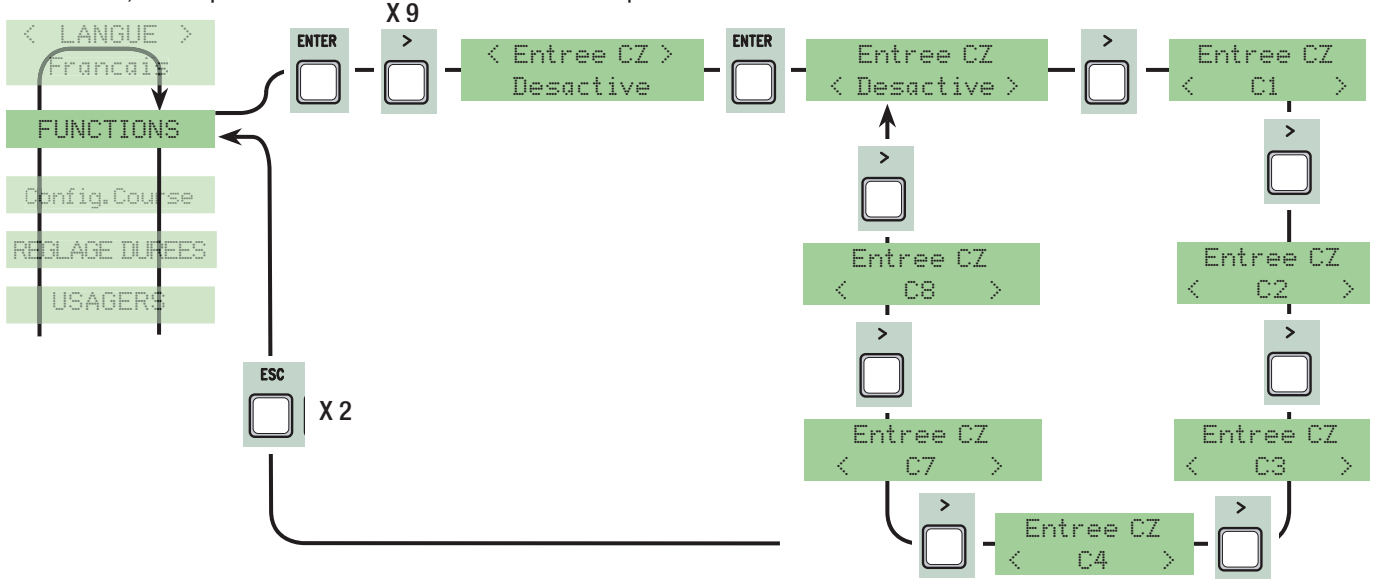 X 9
< LANGUE >
Francais
ENTER
>
< Entree CZ >
Desactive
ENTER
Entree CZ
< Desactive >
>
Entree CZ
< C1 >
FUNCTIONS
>
>
Config.Course
REGLAGE DUREES
USAGERS
Entree CZ
< C8 >
Entree CZ
< C2 >
>
>
ESC
X 2
Entree CZ
< C7 >
Entree CZ
< C3 >
>
Entree CZ
< C4 >
>